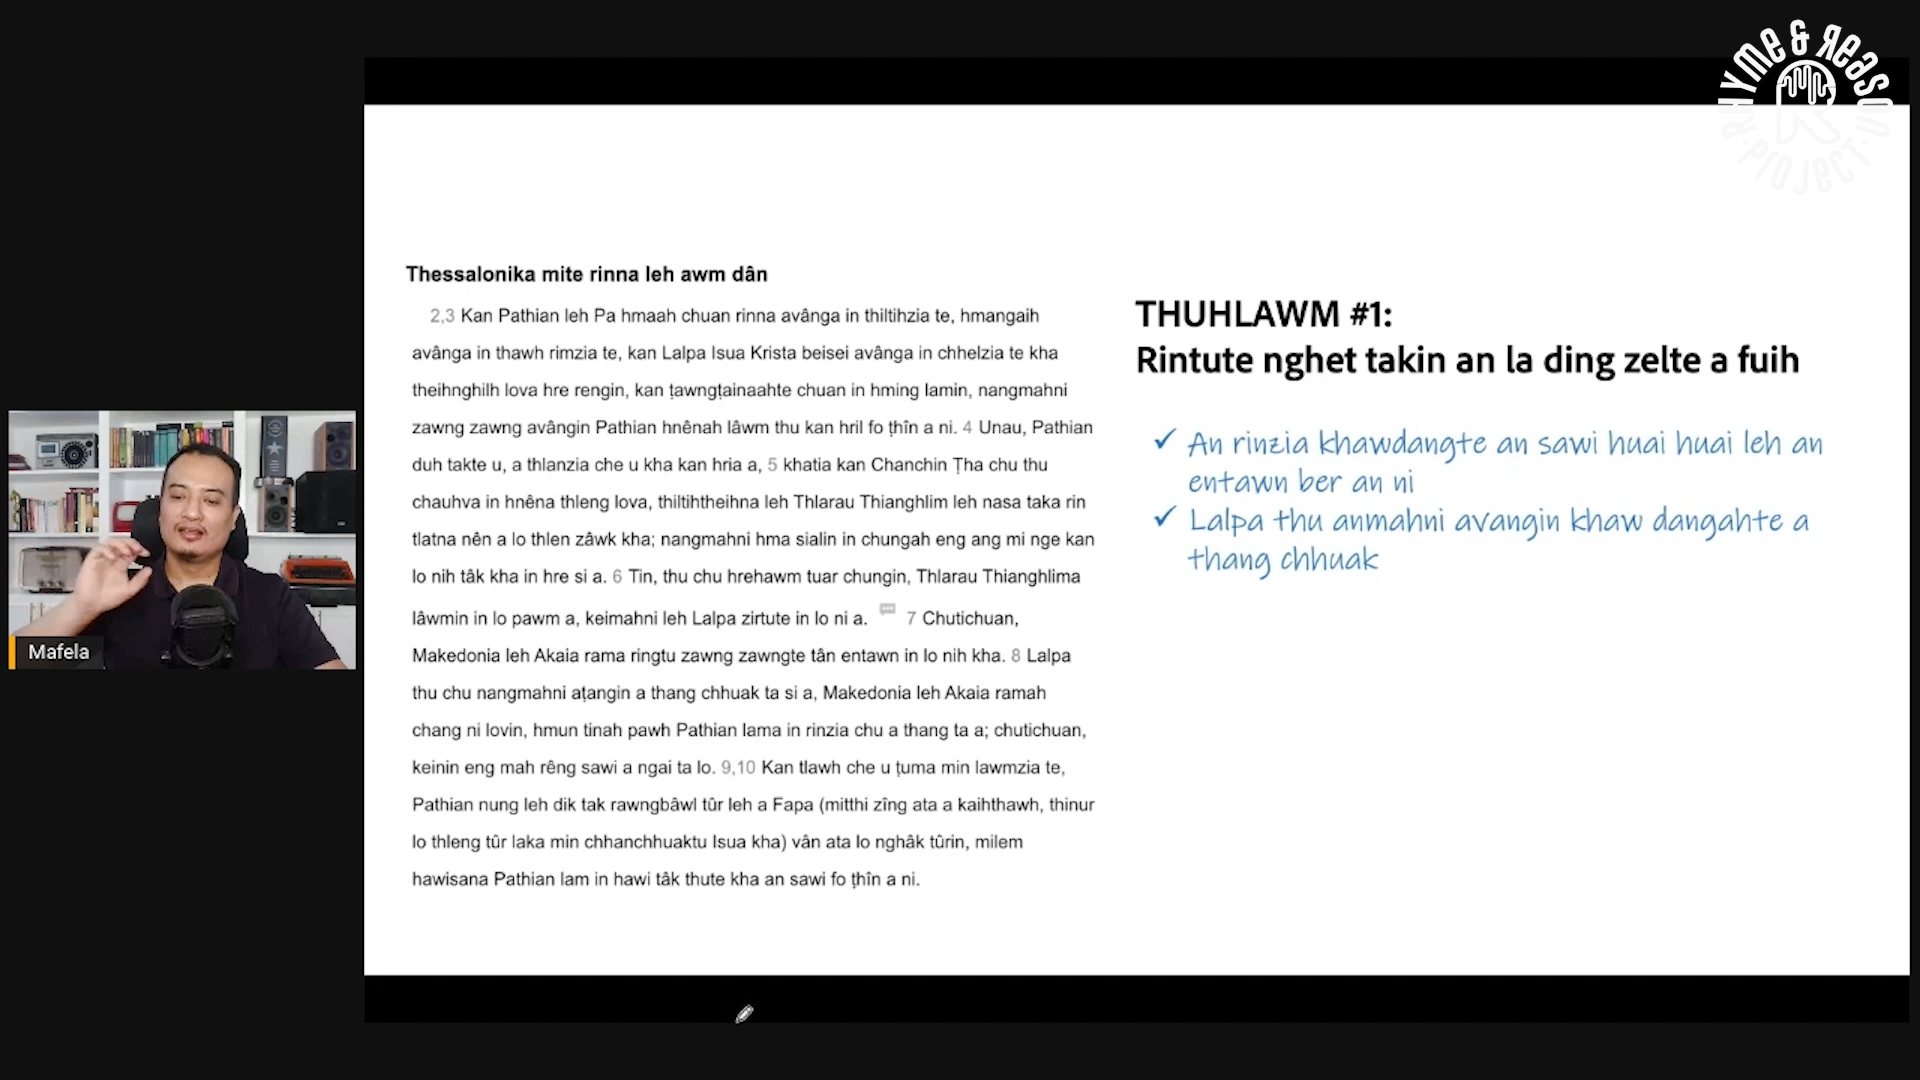 RHYME & REASON
PROJECT
Thessalonika mite rinna leh awm dân
2,3 Kan Pathian leh Pa hmaah chuan rinna avânga in thiltihzia te, hmangaih
avânga in thawh rimzia te, kan Lalpa Isua Krista beisei avânga in chhelzia te kha
theihnghilh lova hre rengin, kan ṭawngṭainaahte chuan in hming lamin, nangmahni
zawng zawng avângin Pathian hnênah lâwm thu kan hril fo ṭhîn a ni. 4 Unau, Pathian
duh takte u, a thlanzia che u kha kan hria a, 5 khatia kan Chanchin Ṭha chu thu
chauhva in hnêna thleng lova, thiltihtheihna leh Thlarau Thianghlim leh nasa taka rin
tlatna nên a lo thlen zâwk kha; nangmahni hma sialin in chungah eng ang mi nge kan
lo nih tâk kha in hre si a. 6 Tin, thu chu hrehawm tuar chungin, Thlarau Thianghlima
lâwmin in lo pawm a, keimahni leh Lalpa zirtute in lo ni a. 7 Chutichuan,
Makedonia leh Akaia rama ringtu zawng zawngte tân entawn in lo nih kha. 8 Lalpa
thu chu nangmahni aṭangin a thang chhuak ta si a, Makedonia leh Akaia ramah
chang ni lovin, hmun tinah pawh Pathian lama in rinzia chu a thang ta a; chutichuan,
keinin eng mah rêng sawi a ngai ta lo. 9,10 Kan tlawh che u ṭuma min lawmzia te,
Pathian nung leh dik tak rawngbâwl tûr leh a Fapa (mitthi zîng ata a kaihthawh, thinur
lo thleng tûr laka min chhanchhuaktu Isua kha) vân ata lo nghâk tûrin, milem
hawisana Pathian lam in hawi tâk thute kha an sawi fo ṭhîn a ni.
THUHLAWM #1:
Rintute nghet takin an la ding zelte a fuih
✓ An rinzia khawdangte an sawi huai huai leh an
entawn ber an ni
✓ Lalpa thu anmahni avangin khaw dangahte a
thang chhuak
Mafela